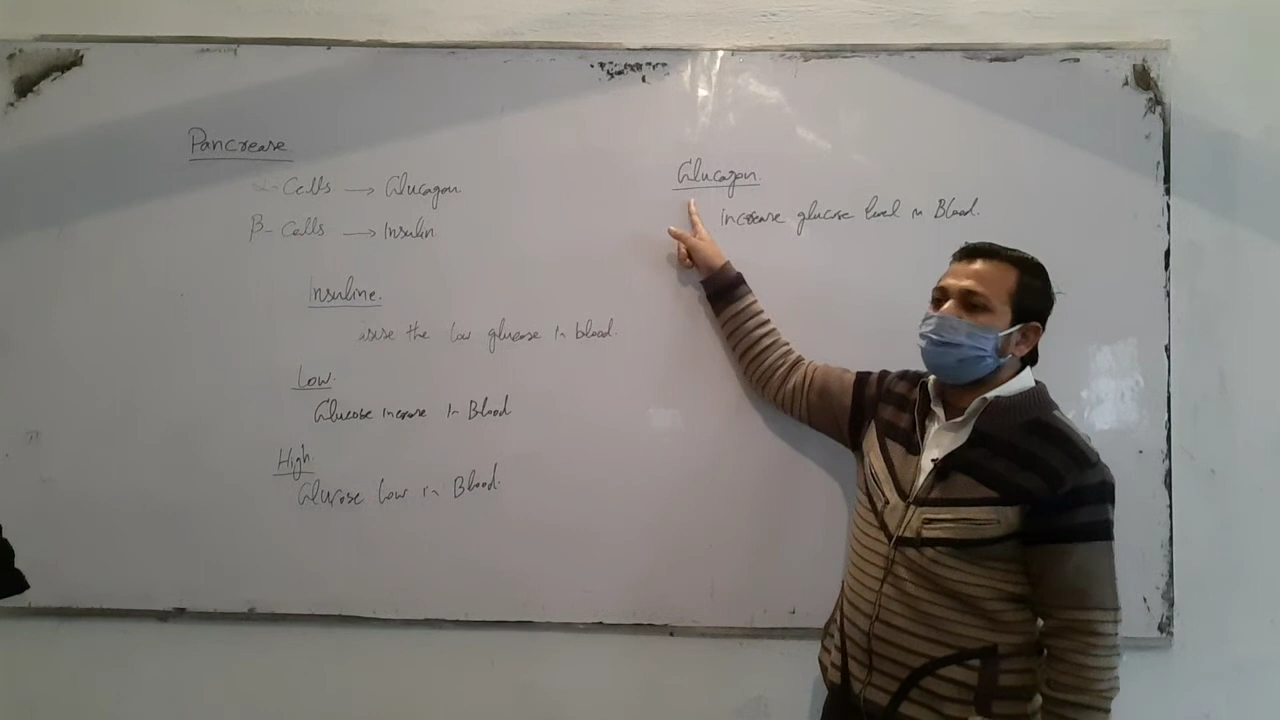 Pancrease
α-Cells → Glucagon
β-Cells → Insulin
Insuline.
the low glucose in blood.
Low.
Glucose increase in Blood
High.
Glucose Low in Blood.
Glucagon.
increase glucose level in Blood.